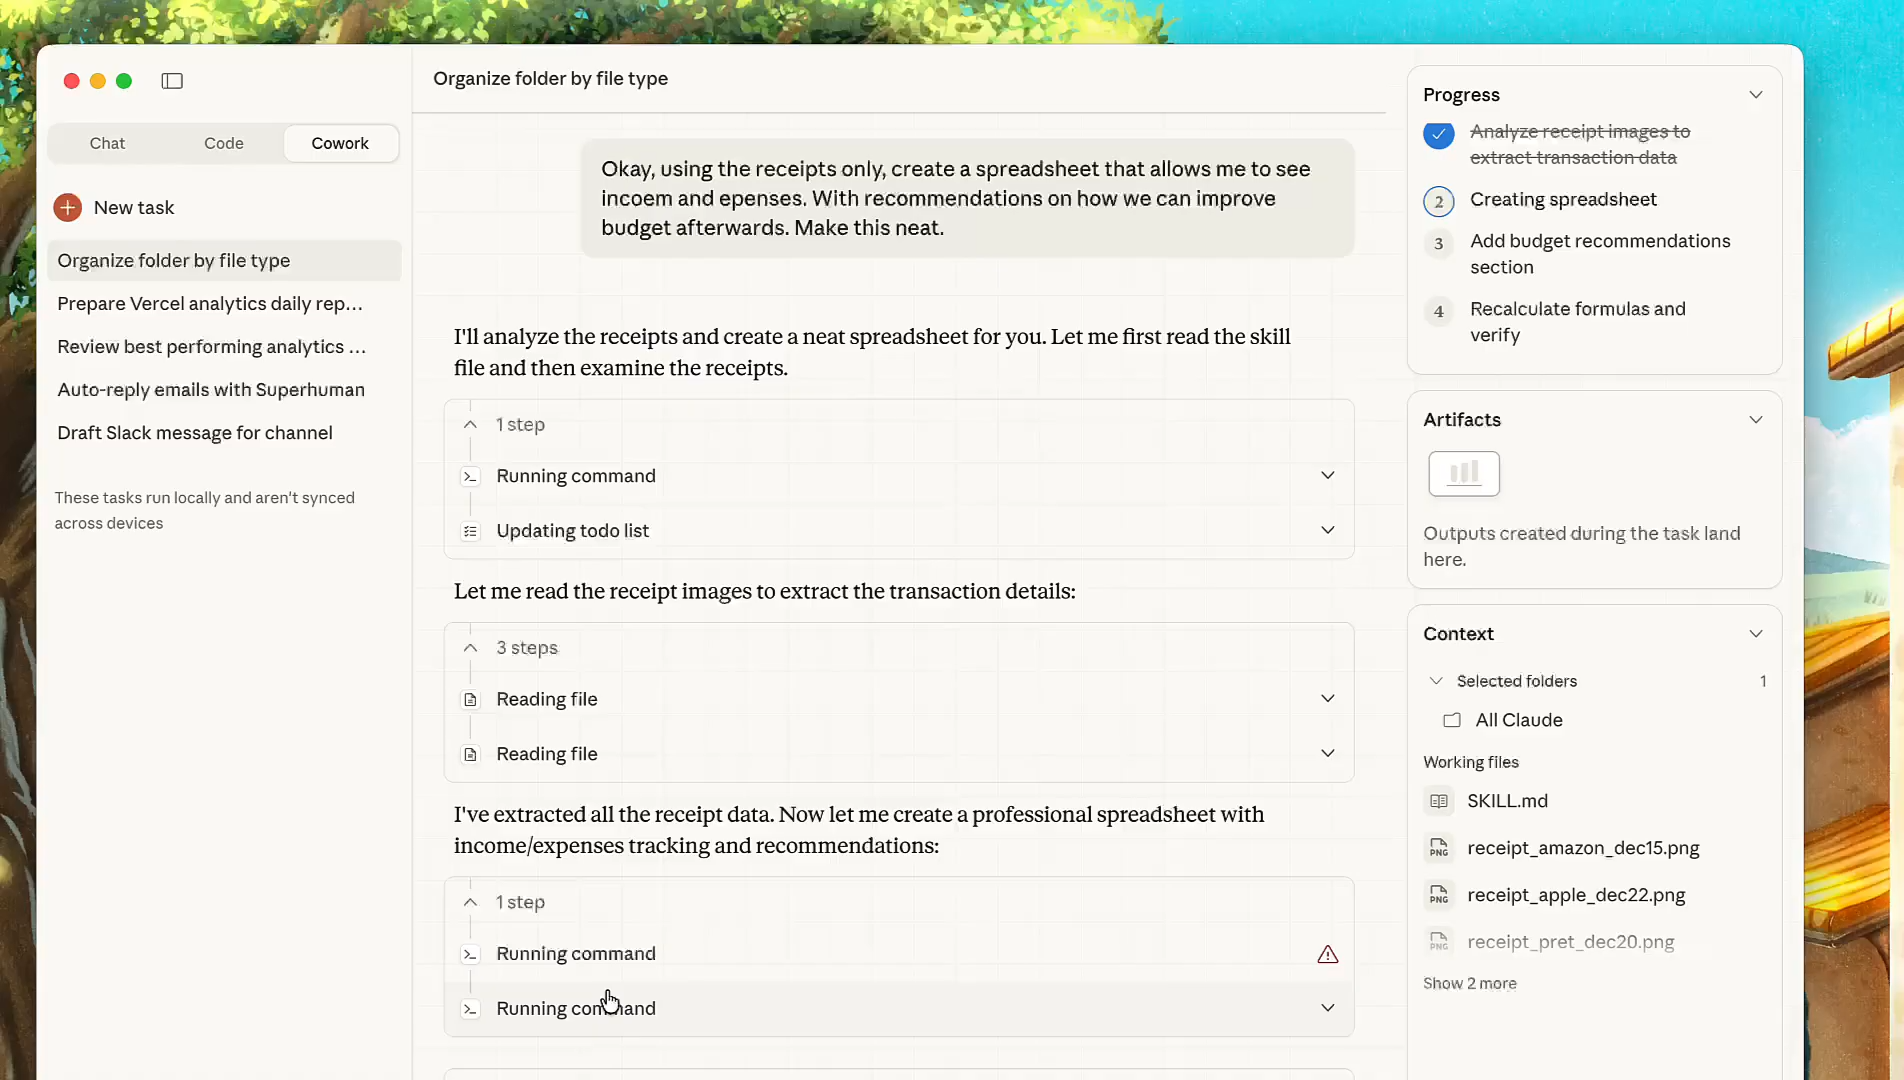 Chat
Code
Cowork
New task
Organize folder by file type
Prepare Vercel analytics daily rep...
Review best performing analytics ...
Auto-reply emails with Superhuman
Draft Slack message for channel
These tasks run locally and aren't synced
across devices
Organize folder by file type
Okay, using the receipts only, create a spreadsheet that allows me to see
incoem and epenses. With recommendations on how we can improve
budget afterwards. Make this neat.
I'll analyze the receipts and create a neat spreadsheet for you. Let me first read the skill
file and then examine the receipts.
1 step
Running command
Updating todo list
Let me read the receipt images to extract the transaction details:
3 steps
Reading file
Reading file
I've extracted all the receipt data. Now let me create a professional spreadsheet with
income/expenses tracking and recommendations:
1 step
Running command
Running command
Progress
Analyze receipt images to
extract transaction data
2 Creating spreadsheet
3 Add budget recommendations
section
4 Recalculate formulas and
verify
Artifacts
Outputs created during the task land
here.
Context
Selected folders 1
All Claude
Working files
SKILL.md
PNG receipt_amazon_dec15.png
PNG receipt_apple_dec22.png
PNG receipt_pret_dec20.png
Show 2 more